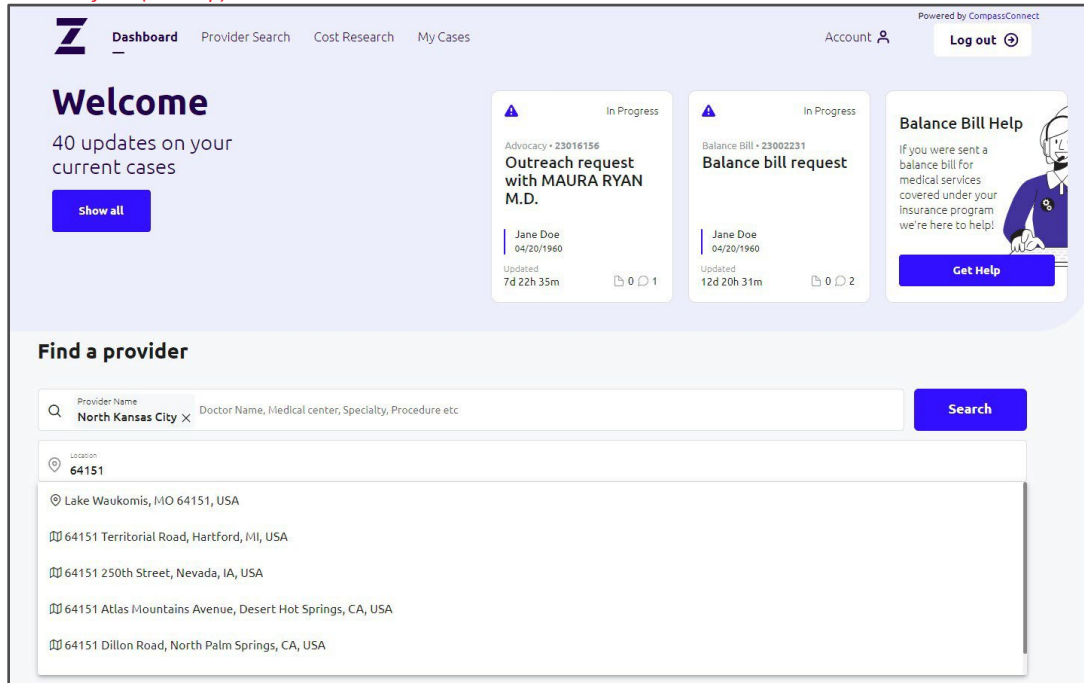 Powered by CompassConnect
Dashboard Provider Search Cost Research My Cases Account Log out
Welcome
40 updates on your
current cases
Show all
In Progress
Advocacy • 23016156
Outreach request
with MAURA RYAN
M.D.
Jane Doe
04/20/1960
Updated
7d 22h 35m 0 1
In Progress
Balance Bill • 23002231
Balance bill request
Jane Doe
04/20/1960
Updated
12d 20h 31m 0 2
Balance Bill Help
If you were sent a
balance bill for
medical services
covered under your
insurance program
we're here to help!
Get Help
Find a provider
Provider Name
North Kansas City Doctor Name, Medical center, Specialty, Procedure etc
Search
Location
64151
Lake Waukomis, MO 64151, USA
64151 Territorial Road, Hartford, MI, USA
64151 250th Street, Nevada, IA, USA
64151 Atlas Mountains Avenue, Desert Hot Springs, CA, USA
64151 Dillon Road, North Palm Springs, CA, USA